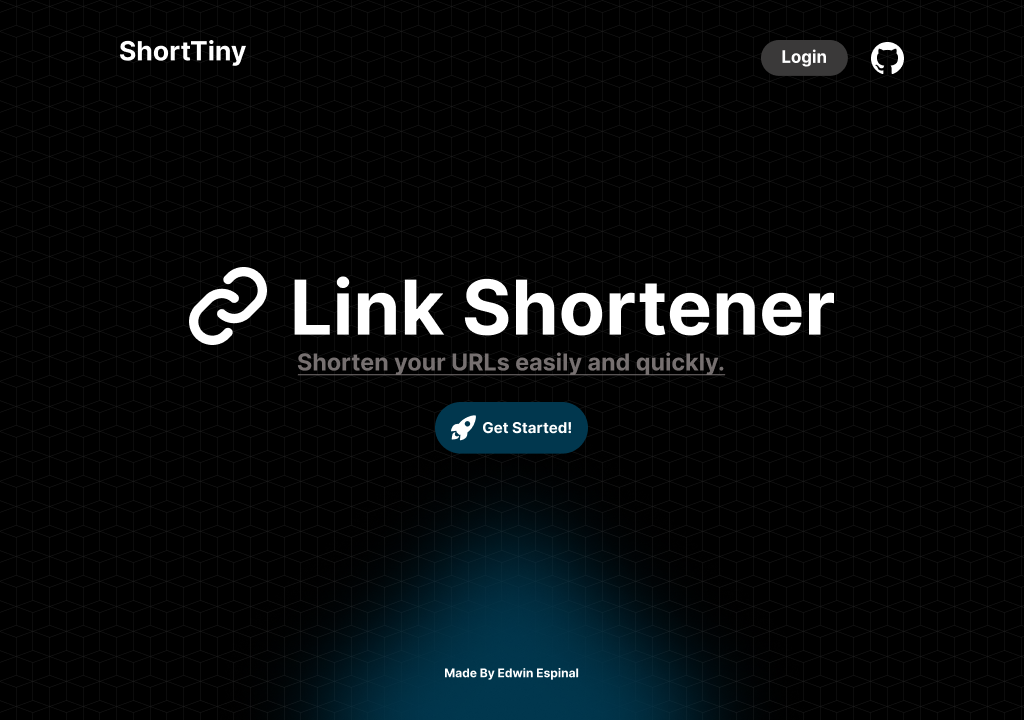 ShortTiny
Login
Link Shortener
Shorten your URLs easily and quickly.
Get Started!
Made By Edwin Espinal